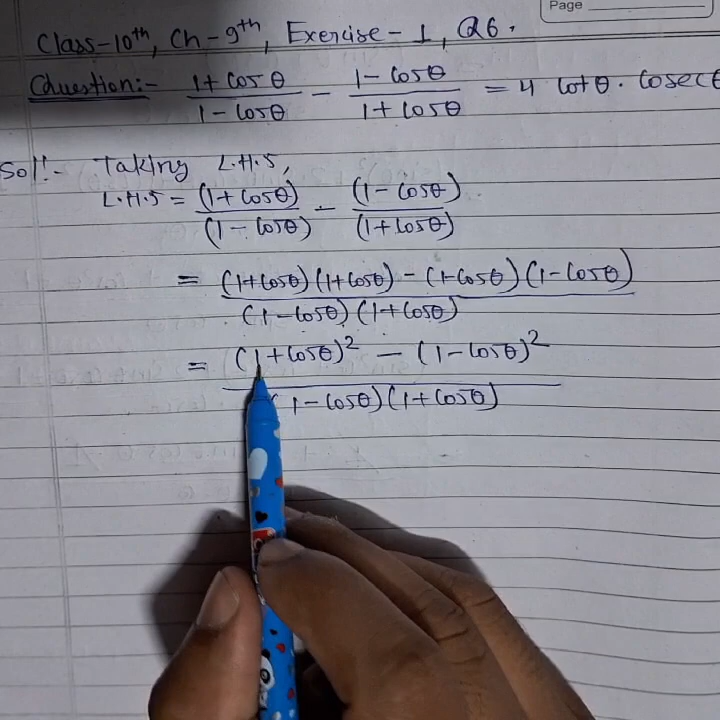 Page
Class-10th, Ch-9th, Exercise-1, Q6.
Question:- (1+cosθ)/(1-cosθ) - (1-cosθ)/(1+cosθ) = 4 cotθ. cosecθ
Sol!- Taking L.H.S,
L.H.S = (1+cosθ)/(1-cosθ) - (1-cosθ)/(1+cosθ)
= (1+cosθ)(1+cosθ)-(1-cosθ)(1-cosθ)
(1-cosθ)(1+cosθ)
= (1+cosθ)² - (1-cosθ)²
(1-cosθ)(1+cosθ)